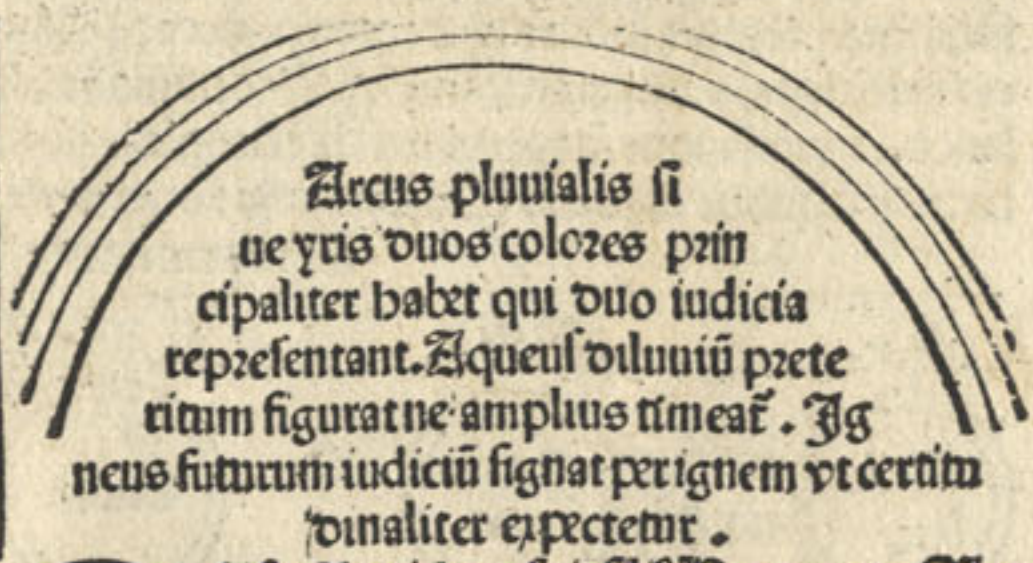 Arcus pluuialis si̅
ue yris duos colores prin
cipaliter habet qui duo iudicia
representant. Aqueus diluuiū prete
ritum figurat ne amplius timeat̄. Ig
neus futurum iudiciū signat per ignem vt certitu
dinaliter expectetur.